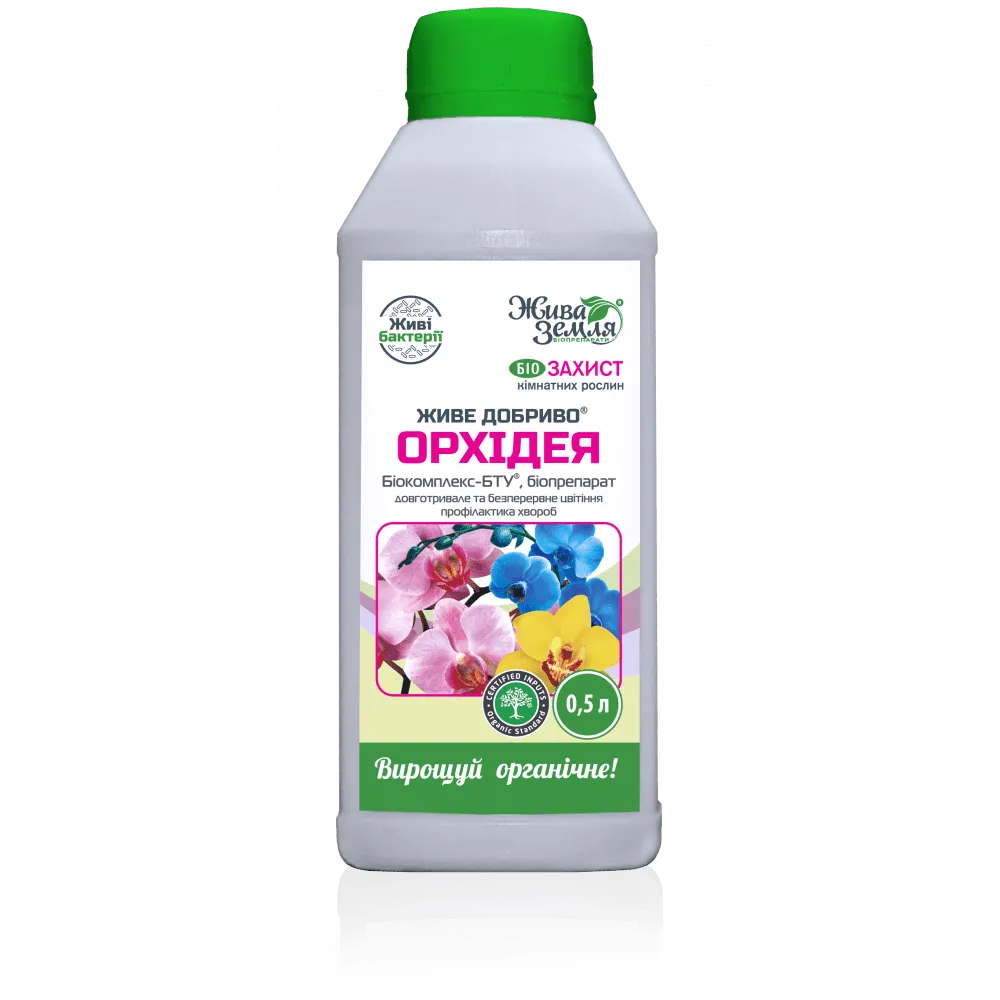 Живі
бактерії
Жива
Земля
®
БІОПРЕПАРАТИ
БІО ЗАХИСТ
кімнатних рослин
ЖИВЕ ДОБРИВО®
ОРХІДЕЯ
Біокомплекс-БТУ®, біопрепарат
довготривале та безперервне цвітіння
профілактика хвороб
CERTIFIED INPUTS
Organic Standard
0,5 л
Вирощуй органічне!